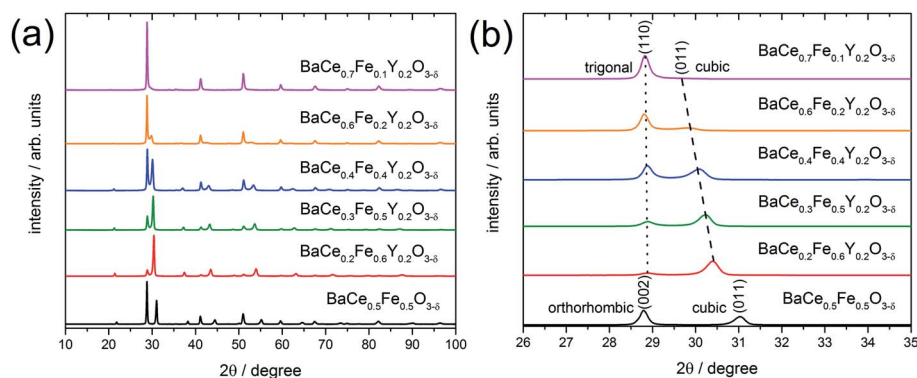 (a)
BaCe0.7Fe0.1Y0.2O3-δ
BaCe0.6Fe0.2Y0.2O3-δ
BaCe0.4Fe0.4Y0.2O3-δ
BaCe0.3Fe0.5Y0.2O3-δ
BaCe0.2Fe0.6Y0.2O3-δ
BaCe0.5Fe0.5O3-δ
intensity / arb. units
10 20 30 40 50 60 70 80 90 100
2θ / degree
(b)
(110)
(011)
trigonal
cubic
BaCe0.7Fe0.1Y0.2O3-δ
BaCe0.6Fe0.2Y0.2O3-δ
BaCe0.4Fe0.4Y0.2O3-δ
BaCe0.3Fe0.5Y0.2O3-δ
BaCe0.2Fe0.6Y0.2O3-δ
(002)
(011)
orthorhombic
cubic
BaCe0.5Fe0.5O3-δ
intensity / arb. units
26 27 28 29 30 31 32 33 34 35
2θ / degree